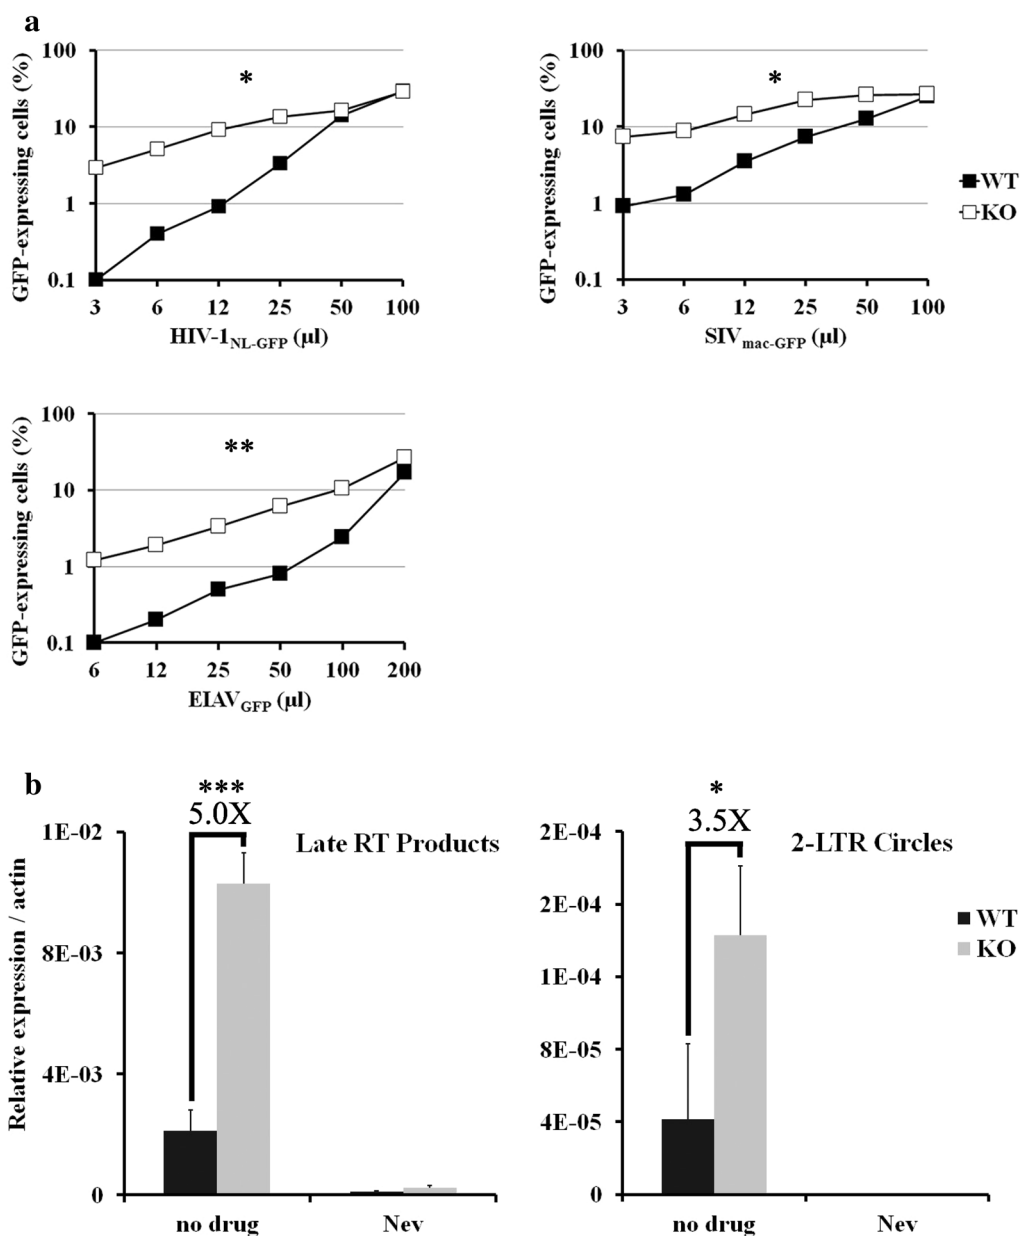 a
GFP-expressing cells (%)
100
10
1
0.1
*
3 6 12 25 50 100
HIV-1NL-GFP (µl)
GFP-expressing cells (%)
100
10
1
0.1
*
3 6 12 25 50 100
SIVmac-GFP (µl)
WT
KO
GFP-expressing cells (%)
100
10
1
0.1
**
6 12 25 50 100 200
EIAVGFP (µl)
b
Relative expression / actin
1E-02
8E-03
4E-03
0
***
5.0X
Late RT Products
no drug Nev
2E-04
2E-04
1E-04
8E-05
4E-05
0
*
3.5X
2-LTR Circles
no drug Nev
WT
KO